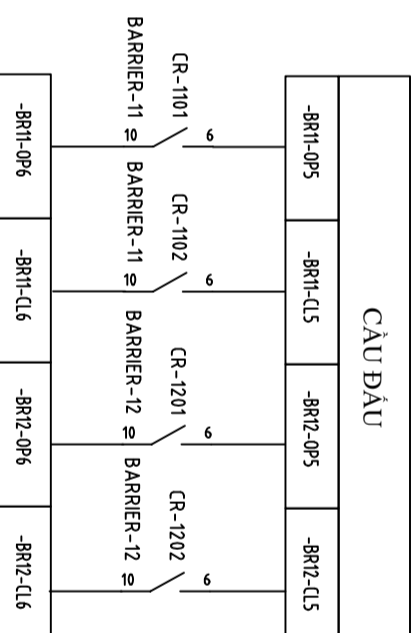 CẦU ĐẤU
-BR11-OP5
-BR11-CL5
-BR12-OP5
-BR12-CL5
6
6
6
6
CR-1101
CR-1102
CR-1201
CR-1202
10
10
10
10
BARRIER-11
BARRIER-11
BARRIER-12
BARRIER-12
-BR11-OP6
-BR11-CL6
-BR12-OP6
-BR12-CL6